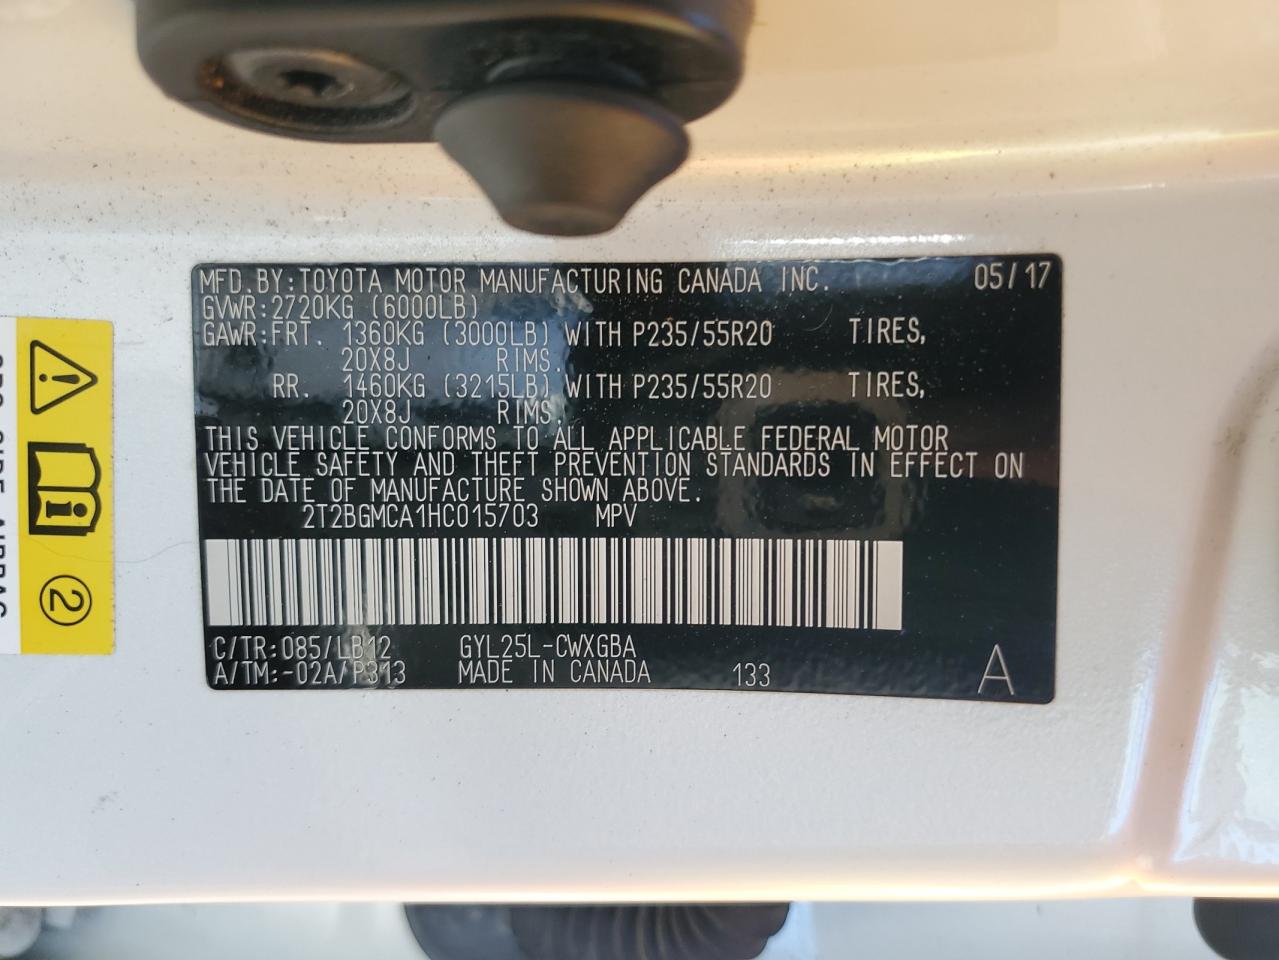 MFD.BY:TOYOTA MOTOR MANUFACTURING CANADA INC. 05/17
GVWR:2720KG (6000LB)
GAWR:FRT. 1360KG (3000LB) WITH P235/55R20 TIRES,
20X8J RIMS.
RR. 1460KG (3215LB) WITH P235/55R20 TIRES,
20X8J RIMS.
THIS VEHICLE CONFORMS TO ALL APPLICABLE FEDERAL MOTOR
VEHICLE SAFETY AND THEFT PREVENTION STANDARDS IN EFFECT ON
THE DATE OF MANUFACTURE SHOWN ABOVE.
2T2BGMCA1HC015703 MPV
C/TR:085/LB12 GYL25L-CWXGBA
A/TM:-02A/P313 MADE IN CANADA 133 A
2